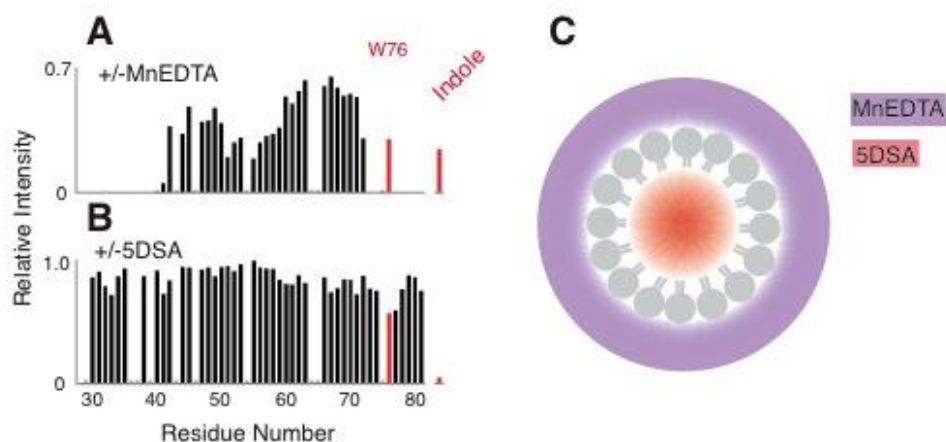 A
+/-MnEDTA
W76
Indole
0.7
0
Relative Intensity
B
+/-5DSA
1.0
0
30 40 50 60 70 80
Residue Number
C
MnEDTA
5DSA